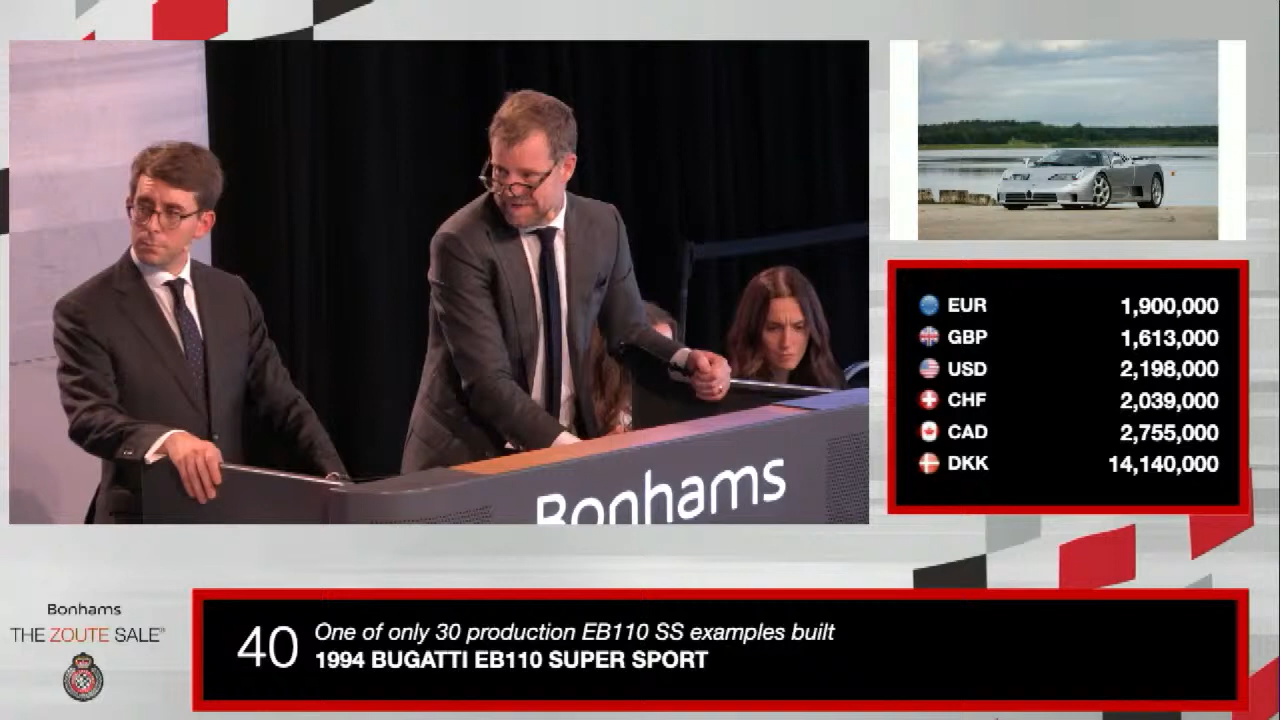 Bonhams
EUR 1,900,000
GBP 1,613,000
USD 2,198,000
CHF 2,039,000
CAD 2,755,000
DKK 14,140,000
Bonhams
THE ZOUTE SALE®
40
One of only 30 production EB110 SS examples built
1994 BUGATTI EB110 SUPER SPORT